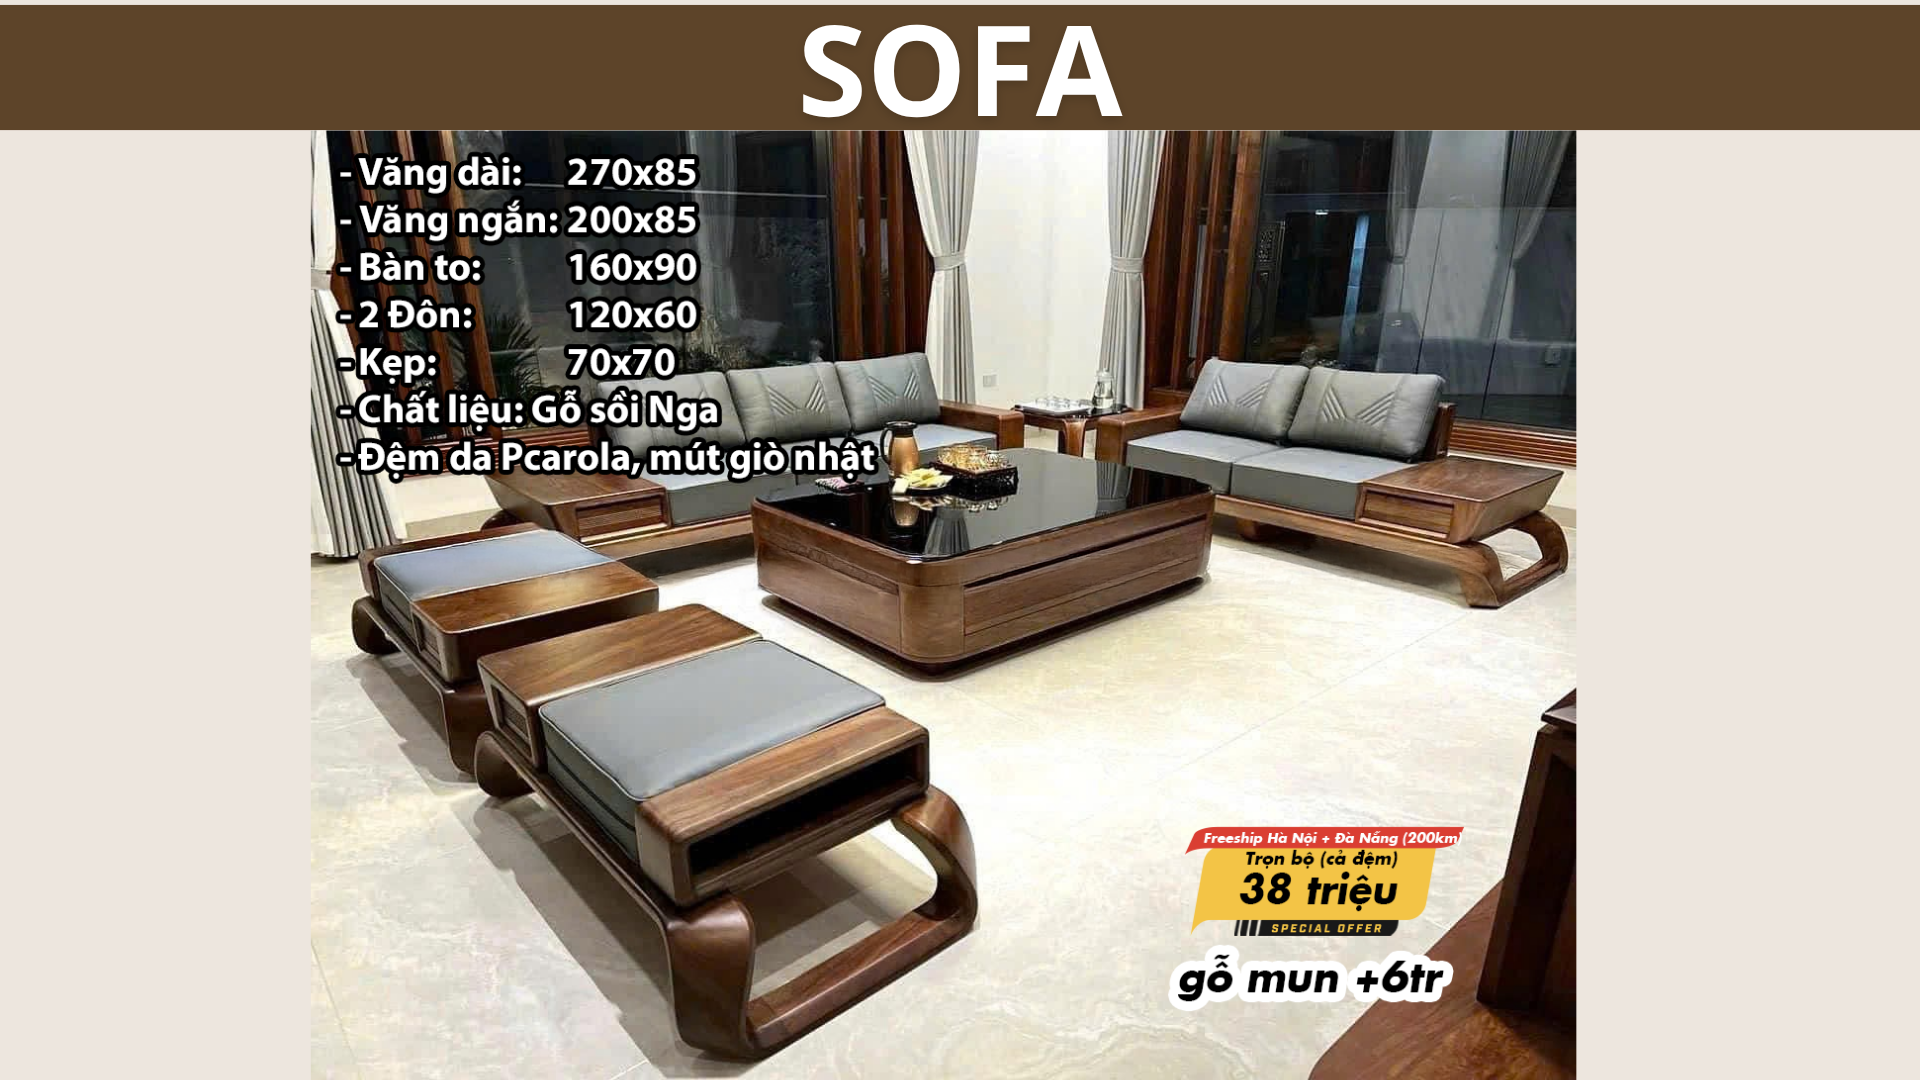 SOFA
- Văng dài: 270x85
- Văng ngắn: 200x85
- Bàn to: 160x90
- 2 Đôn: 120x60
- Kẹp: 70x70
- Chất liệu: Gỗ sồi Nga
- Đệm da Pcarola, mút giò nhật
Freeship Hà Nội + Đà Nẵng (200km)
Trọn bộ (cả đệm)
38 triệu
SPECIAL OFFER
gỗ mun +6tr